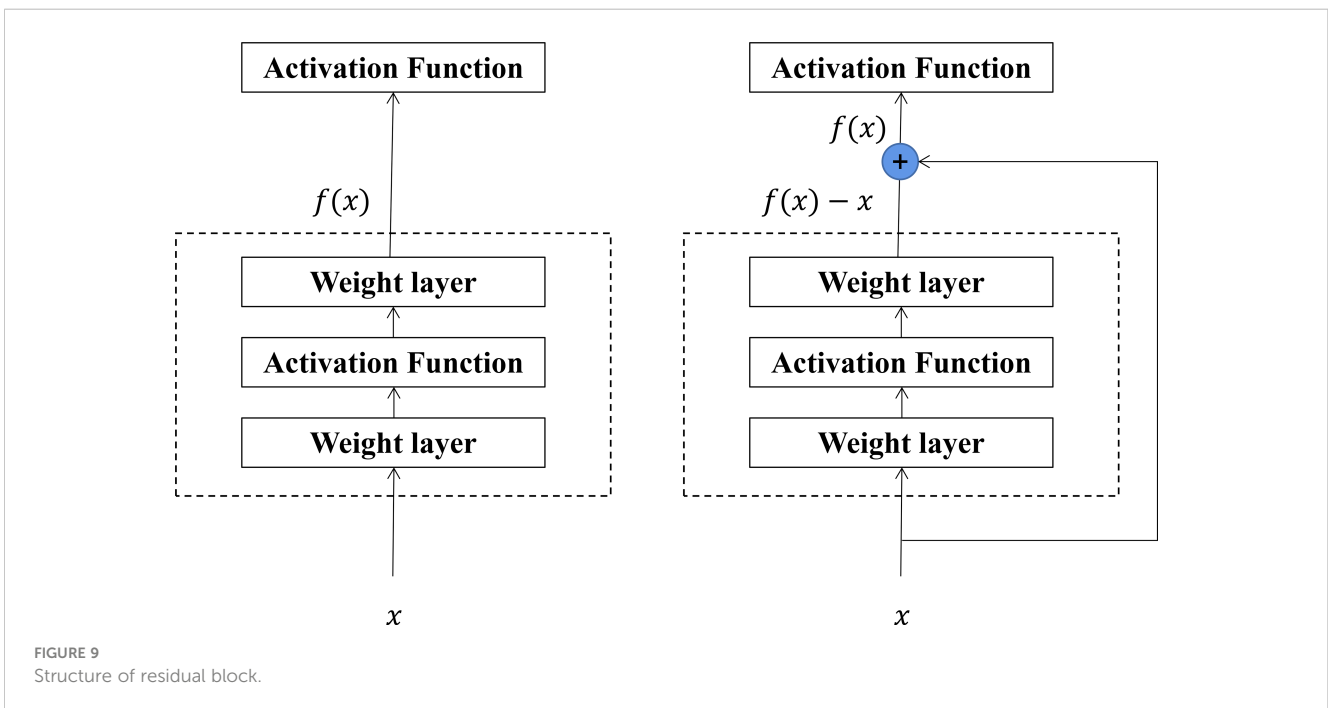 Activation Function
f(x)
Weight layer
Activation Function
Weight layer
x
Activation Function
f(x)
+
f(x) − x
Weight layer
Activation Function
Weight layer
x
FIGURE 9
Structure of residual block.